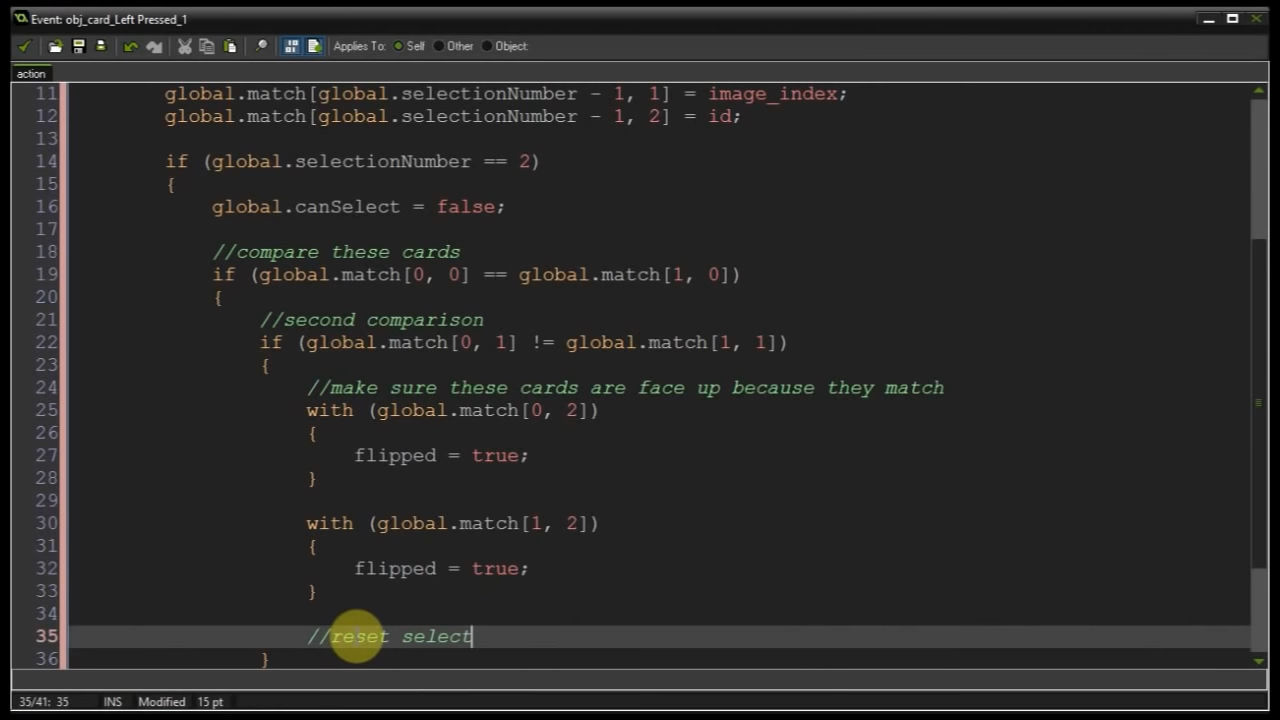 Event: obj_card_Left Pressed_1
Applies To: Self Other Object
action
11 global.match[global.selectionNumber - 1, 1] = image_index;
12 global.match[global.selectionNumber - 1, 2] = id;
13
14 if (global.selectionNumber == 2)
15 {
16 global.canSelect = false;
17
18 //compare these cards
19 if (global.match[0, 0] == global.match[1, 0])
20 {
21 //second comparison
22 if (global.match[0, 1] != global.match[1, 1])
23 {
24 //make sure these cards are face up because they match
25 with (global.match[0, 2])
26 {
27 flipped = true;
28 }
29
30 with (global.match[1, 2])
31 {
32 flipped = true;
33 }
34
35 //reset select
36 }
35/41: 35 INS Modified 15 pt